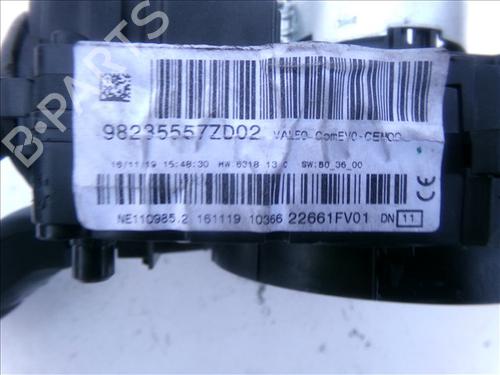 98235557ZD02 VALEO-ComEVO-CEM00
16/11/19 15:48:30 HW:6318 13 C SW:80_36_00
CE
NE110985.2 161119 10366 22661FV01 DN 11
B-PARTS